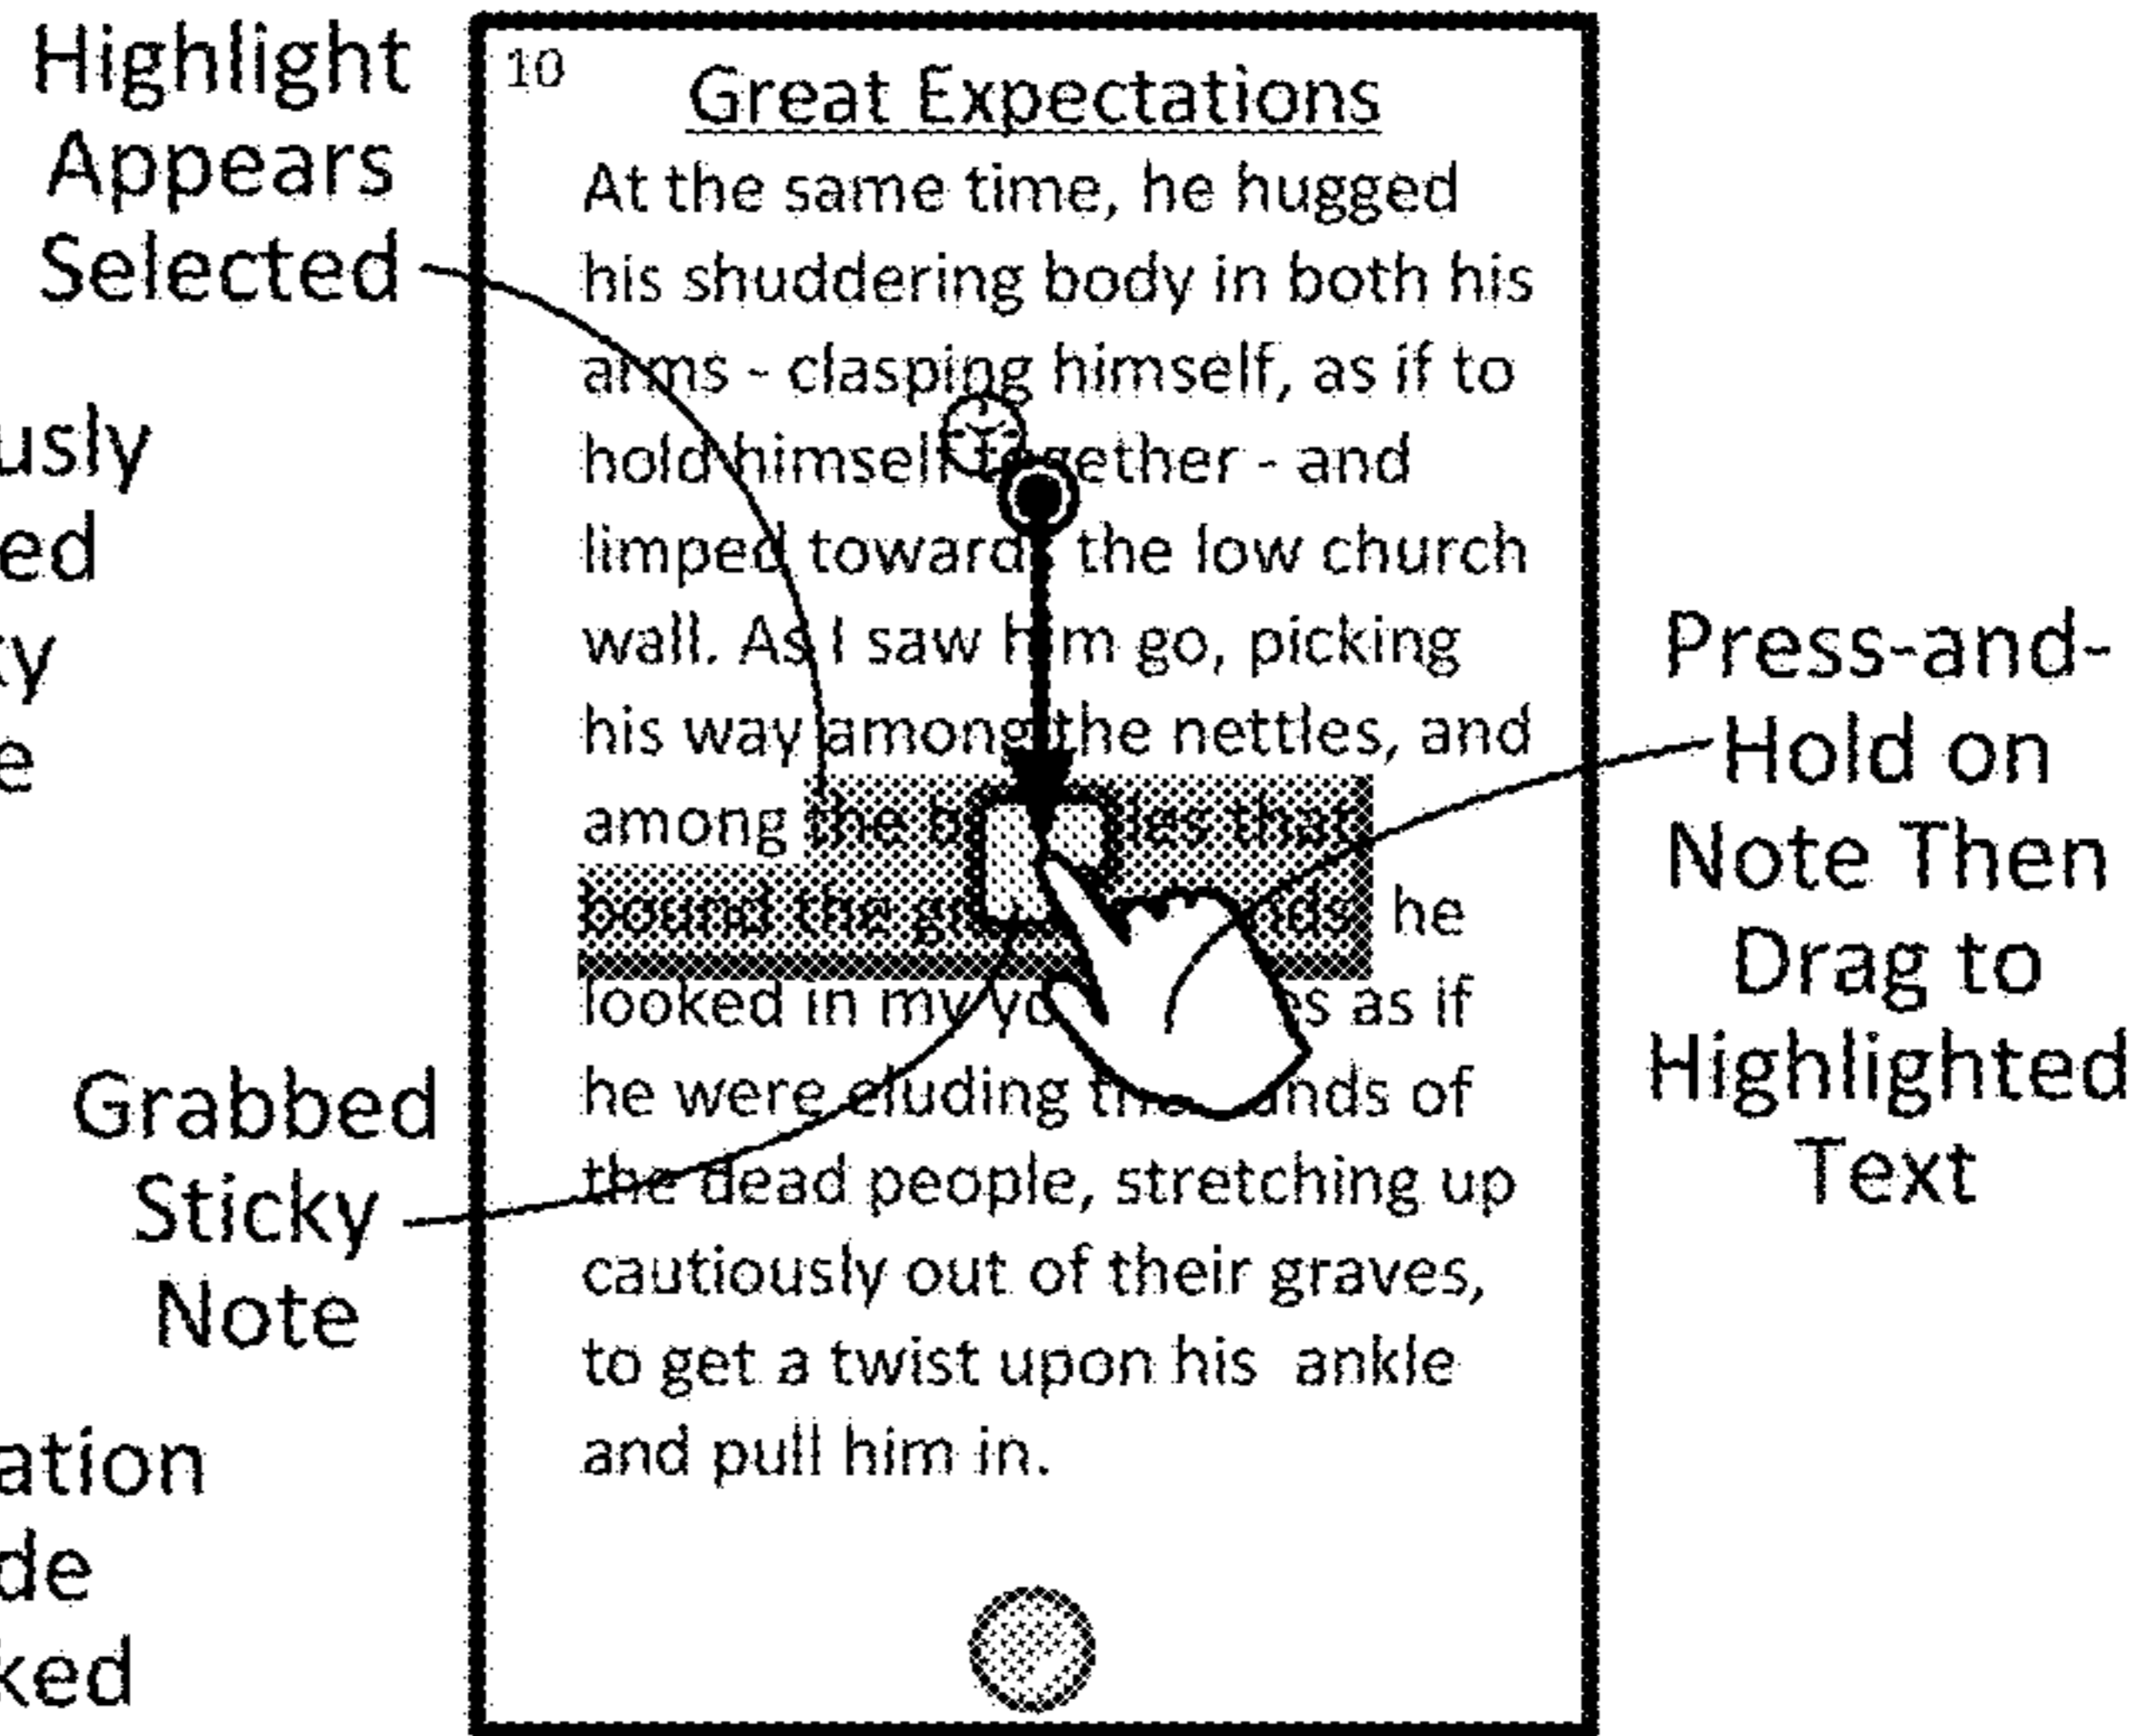 Highlight
Appears
Selected
usly
ed
ky
e
Grabbed
Sticky
Note
ation
de
ked
10
Great Expectations
At the same time, he hugged
his shuddering body in both his
arms - clasping himself, as if to
hold himself together - and
limped towards the low church
wall. As I saw him go, picking
his way among the nettles, and
among the that
bound the he
looked in my as if
he were eluding the hands of
the dead people, stretching up
cautiously out of their graves,
to get a twist upon his ankle
and pull him in.
Press-and-
Hold on
Note Then
Drag to
Highlighted
Text